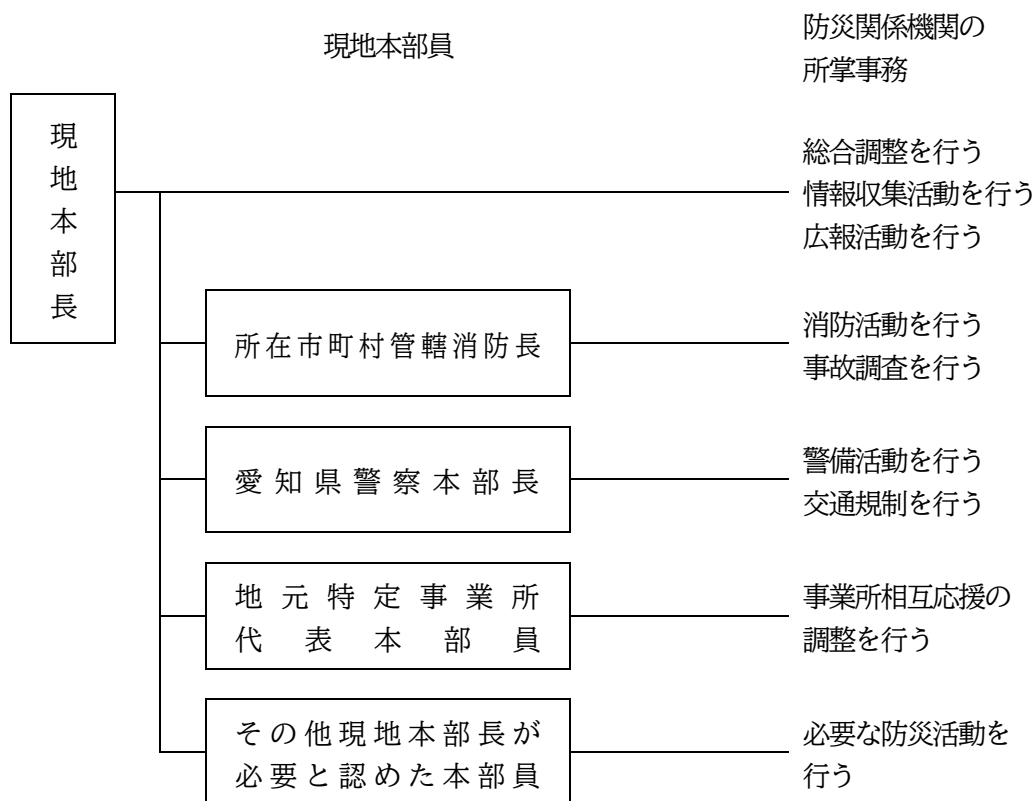 現地本部員
防災関係機関の
所掌事務
現地本部長
総合調整を行う
情報収集活動を行う
広報活動を行う
所在市町村管轄消防長
消防活動を行う
事故調査を行う
愛知県警察本部長
警備活動を行う
交通規制を行う
地元特定事業所
代表本部員
事業所相互応援の
調整を行う
その他現地本部長が
必要と認めた本部員
必要な防災活動を
行う